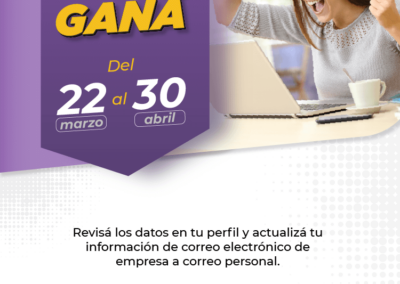 GANA
Del
22 al 30
marzo abril
Revisá los datos en tu perfil y actualizá tu
información de correo electrónico de
empresa a correo personal.